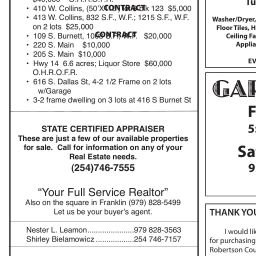 410 W. Collins, (50'X CONTRACT k 123 $5,000
413 W. Collins, 832 S.F., W.F.; 1215 S.F., W.F.
on 2 lots $25,000
109 S. Burnett, CONTRACT $20,000
220 S. Main $10,000
205 S. Main $10,000
Hwy 14 6.6 acres; Liquor Store $60,000
O.H.R.O.F.R.
616 S. Dallas St, 4-2 1/2 Frame on 2 lots
w/Garage
3-2 frame dwelling on 3 lots at 416 S Burnet St
STATE CERTIFIED APPRAISER
These are just a few of our available properties
for sale. Call for information on any of your
Real Estate needs.
(254)746-7555
"Your Full Service Realtor"
Also on the square in Franklin (979) 828-5499
Let us be your buyer's agent.
Nester L. Leamon.......................979 828-3563
Shirley Bielamowicz..................254 746-7157
Washer/Dryer,
Floor Tiles, H
Ceiling Fa
Applia
EV
GAR
F
5:
Sa
9
THANK YOU
I would lik
for purchasing
Robertson Cou